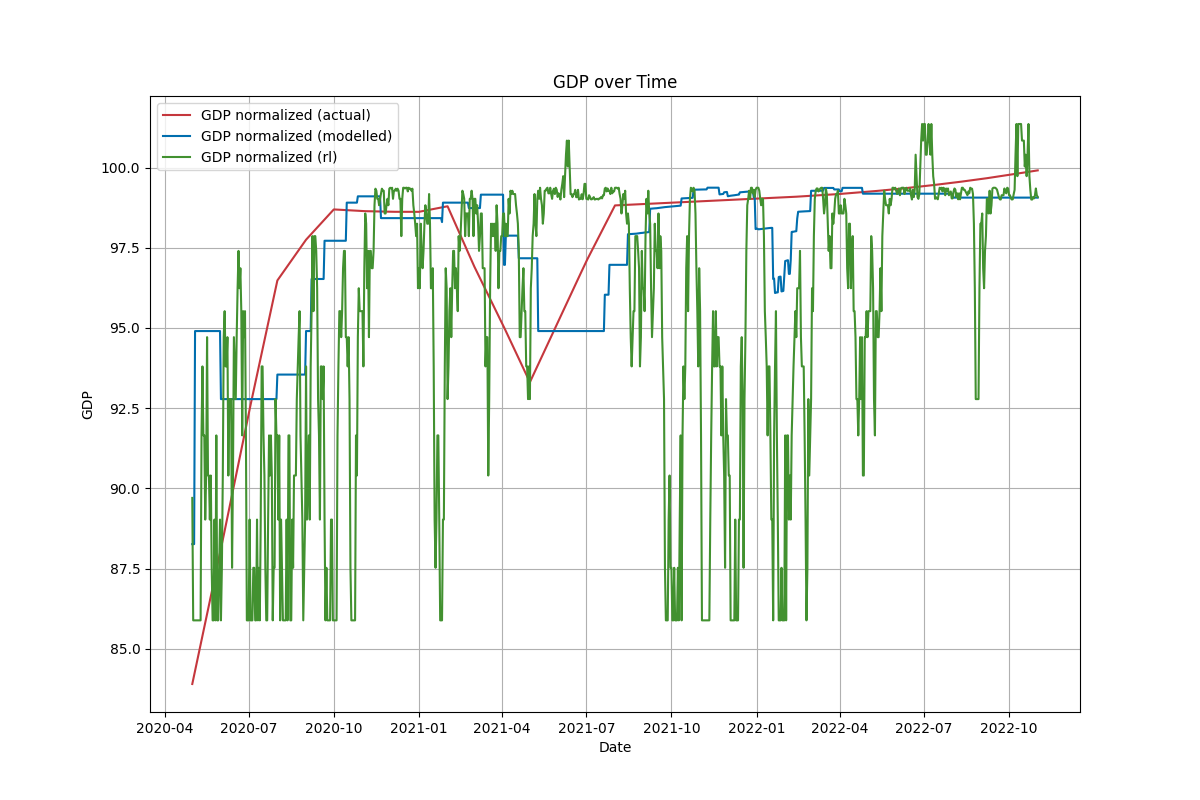 GDP over Time
GDP normalized (actual)
GDP normalized (modelled)
GDP normalized (rl)
100.0
97.5
95.0
92.5
90.0
87.5
85.0
GDP
2020-04 2020-07 2020-10 2021-01 2021-04 2021-07 2021-10 2022-01 2022-04 2022-07 2022-10
Date